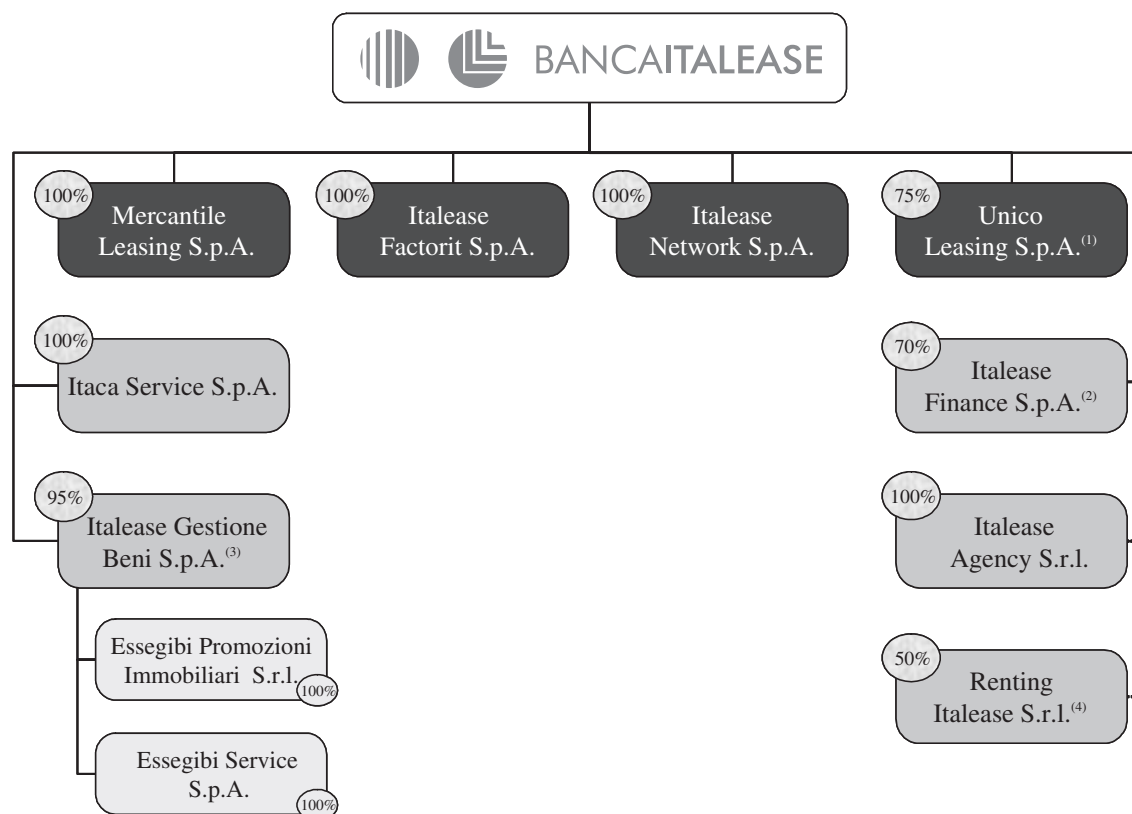 BANCAITALEASE
100%
Mercantile
Leasing S.p.A.
100%
Italease
Factorit S.p.A.
100%
Italease
Network S.p.A.
75%
Unico
Leasing S.p.A.(1)
100%
Itaca Service S.p.A.
70%
Italease
Finance S.p.A.(2)
95%
Italease Gestione
Beni S.p.A.(3)
100%
Italease
Agency S.r.l.
Essegibi Promozioni
Immobiliari S.r.l.
100%
50%
Renting
Italease S.r.l.(4)
Essegibi Service
S.p.A.
100%